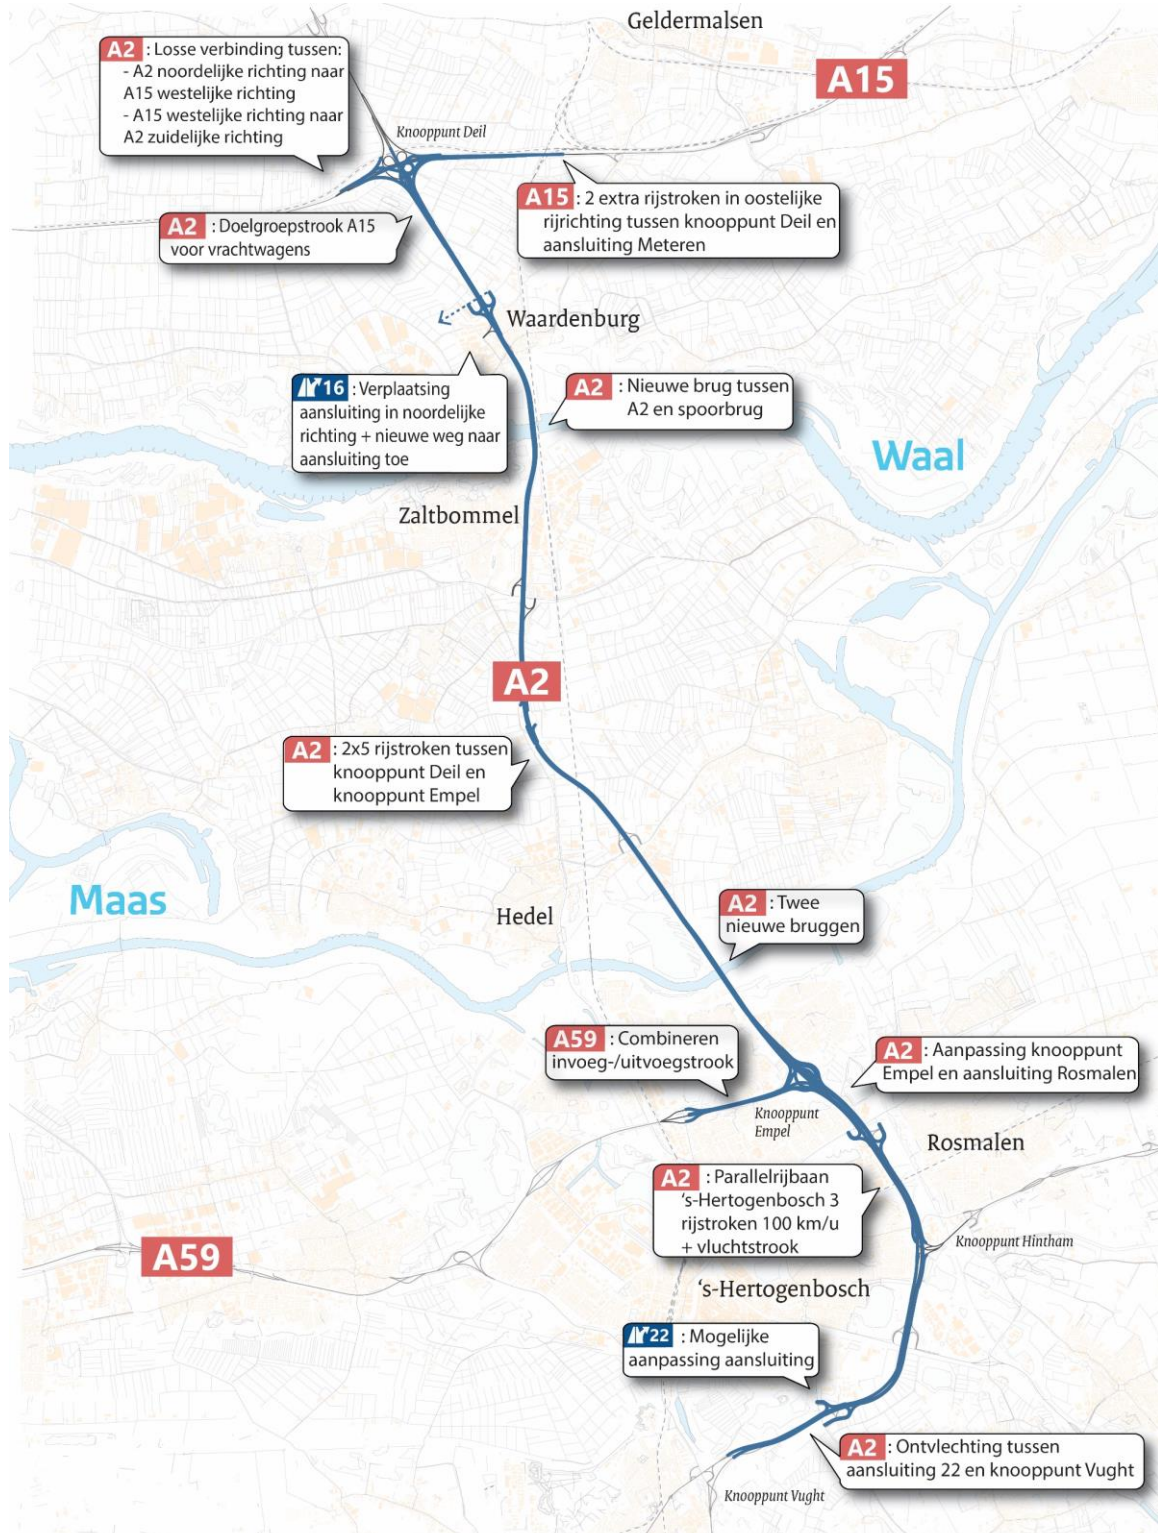 Geldermalsen
A2 : Losse verbinding tussen:
- A2 noordelijke richting naar
A15 westelijke richting
- A15 westelijke richting naar
A2 zuidelijke richting
A15
Knooppunt Deil
A15 : 2 extra rijstroken in oostelijke
rijrichting tussen knooppunt Deil en
aansluiting Meteren
A2 : Doelgroepstrook A15
voor vrachtwagens
Waardenburg
16 : Verplaatsing
aansluiting in noordelijke
richting + nieuwe weg naar
aansluiting toe
A2 : Nieuwe brug tussen
A2 en spoorbrug
Waal
Zaltbommel
A2
A2 : 2x5 rijstroken tussen
knooppunt Deil en
knooppunt Empel
Maas
Hedel
A2 : Twee
nieuwe bruggen
A59 : Combineren
invoeg-/uitvoegstrook
A2 : Aanpassing knooppunt
Empel en aansluiting Rosmalen
Knooppunt
Empel
Rosmalen
A2 : Parallelrijbaan
‘s-Hertogenbosch 3
rijstroken 100 km/u
+ vluchtstrook
Knooppunt Hintham
A59
‘s-Hertogenbosch
22 : Mogelijke
aanpassing aansluiting
A2 : Ontvlechting tussen
aansluiting 22 en knooppunt Vught
Knooppunt Vught